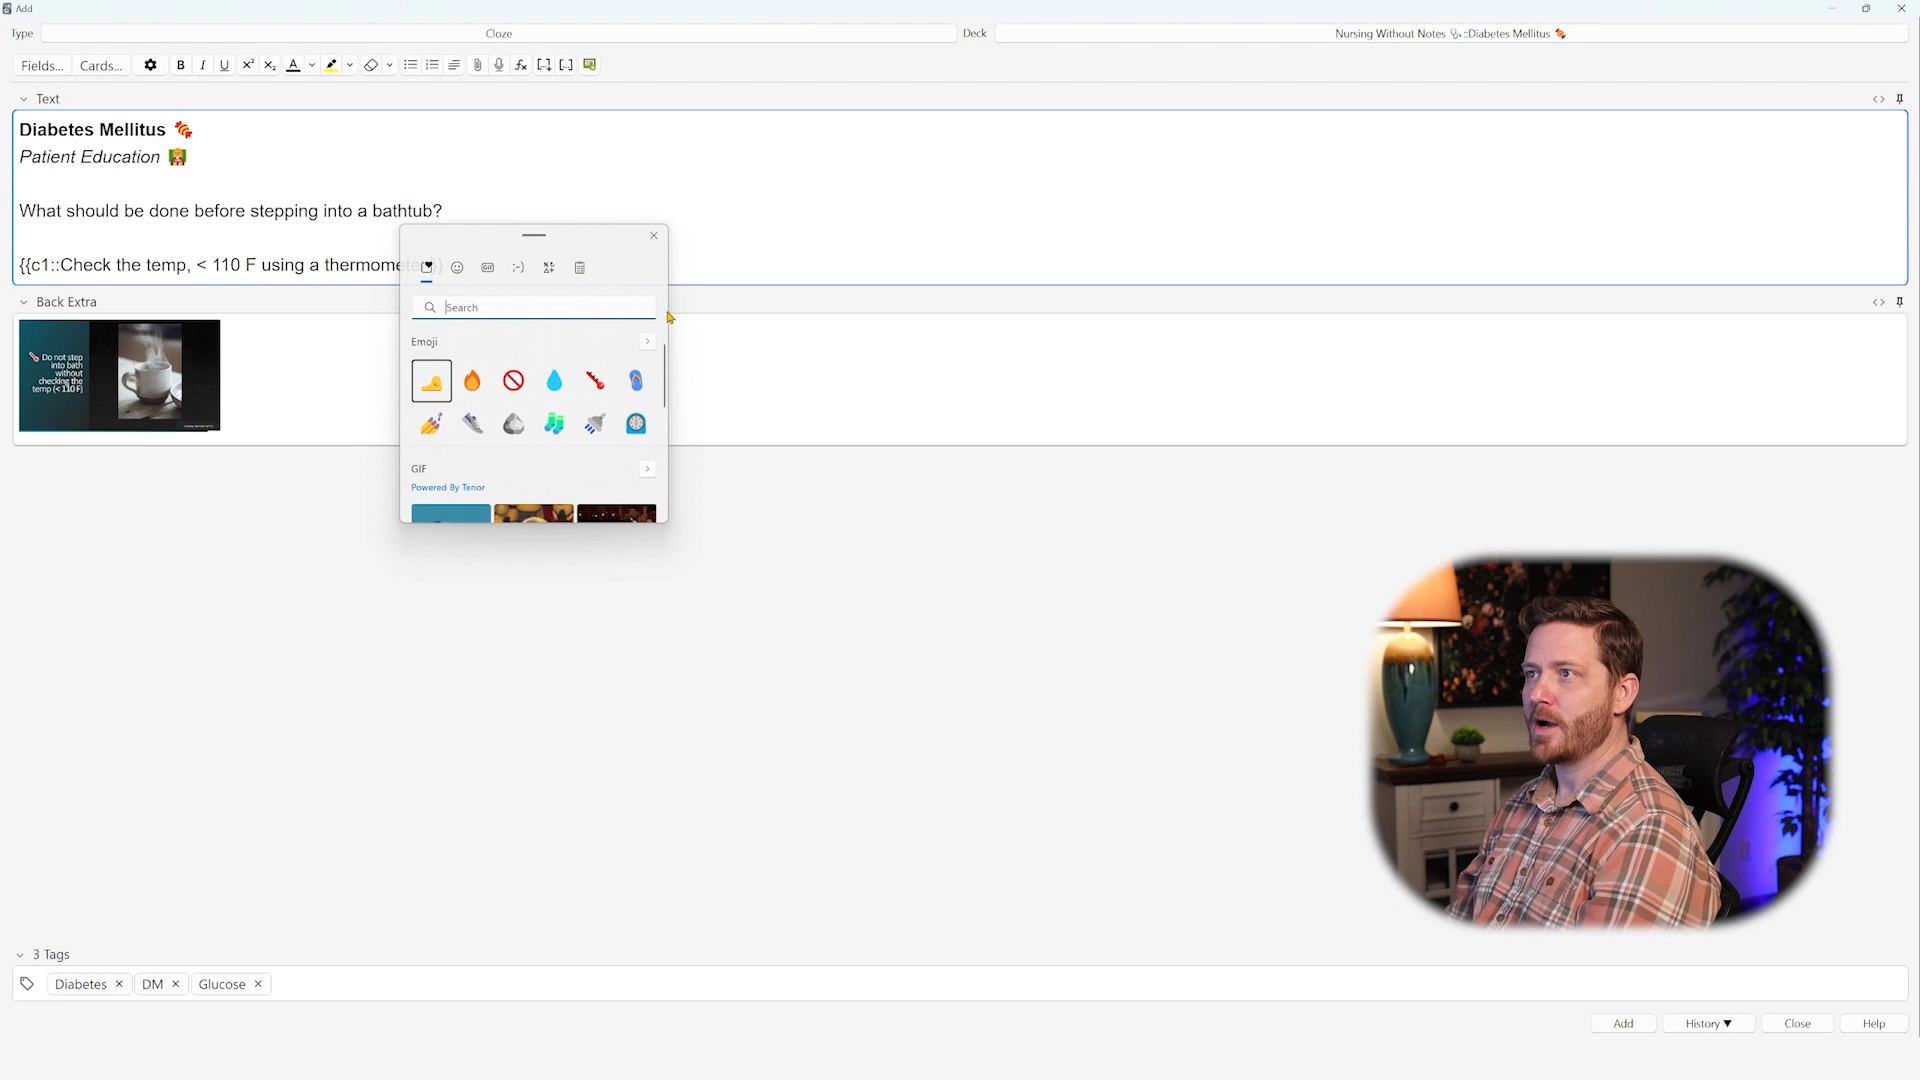 Add
Type Cloze Deck Nursing Without Notes 🩺::Diabetes Mellitus 🍬
Fields... Cards... B I U x² x₂ A
Text
Diabetes Mellitus 🍬
Patient Education 👩‍🏫
What should be done before stepping into a bathtub?
{{c1::Check the temp, < 110 F using a thermometer}}
Search
Back Extra
Do not step
into bath
without
checking the
temp (< 110 F)
Emoji
GIF
Powered By Tenor
3 Tags
Diabetes × DM × Glucose ×
Add History ▼ Close Help